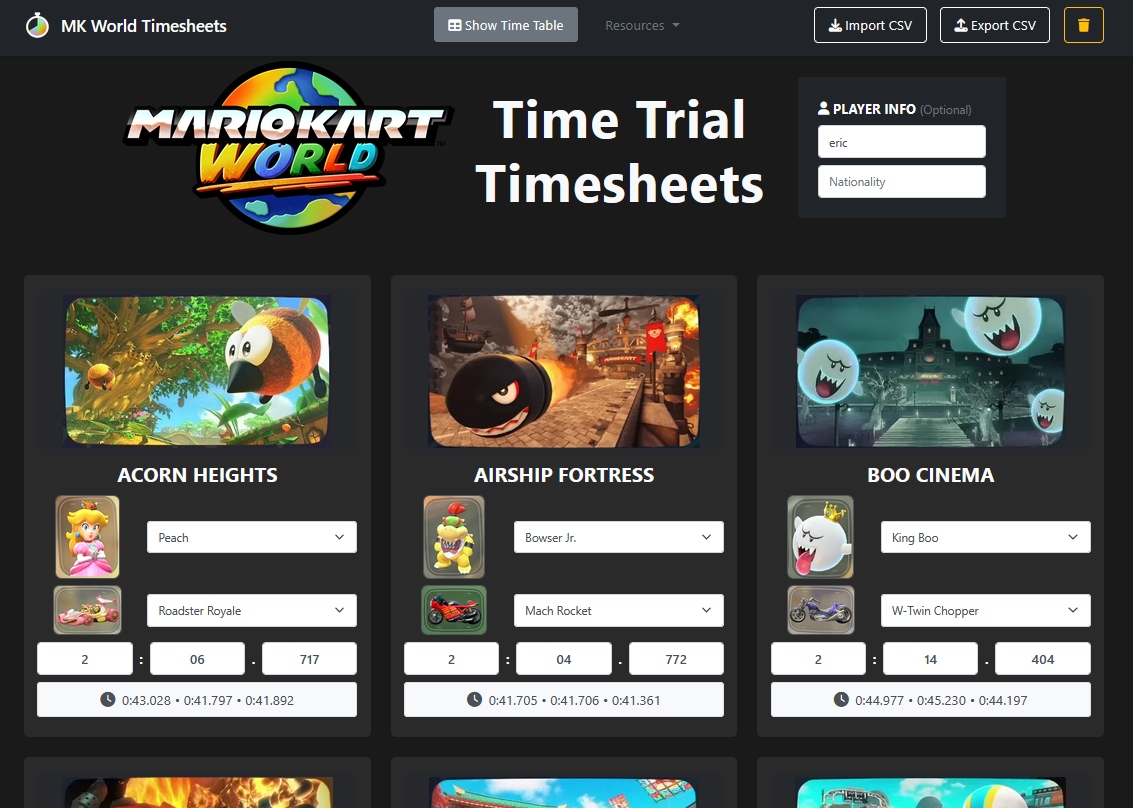 MK World Timesheets
Show Time Table
Resources
Import CSV
Export CSV
MARIOKART
WORLD
™
Time Trial
Timesheets
PLAYER INFO (Optional)
eric
Nationality
MARIOKART
ACORN HEIGHTS
AIRSHIP FORTRESS
BOO CINEMA
Peach
Bowser Jr.
King Boo
Roadster Royale
Mach Rocket
W-Twin Chopper
2 : 06 . 717
2 : 04 . 772
2 : 14 . 404
0:43.028 • 0:41.797 • 0:41.892
0:41.705 • 0:41.706 • 0:41.361
0:44.977 • 0:45.230 • 0:44.197